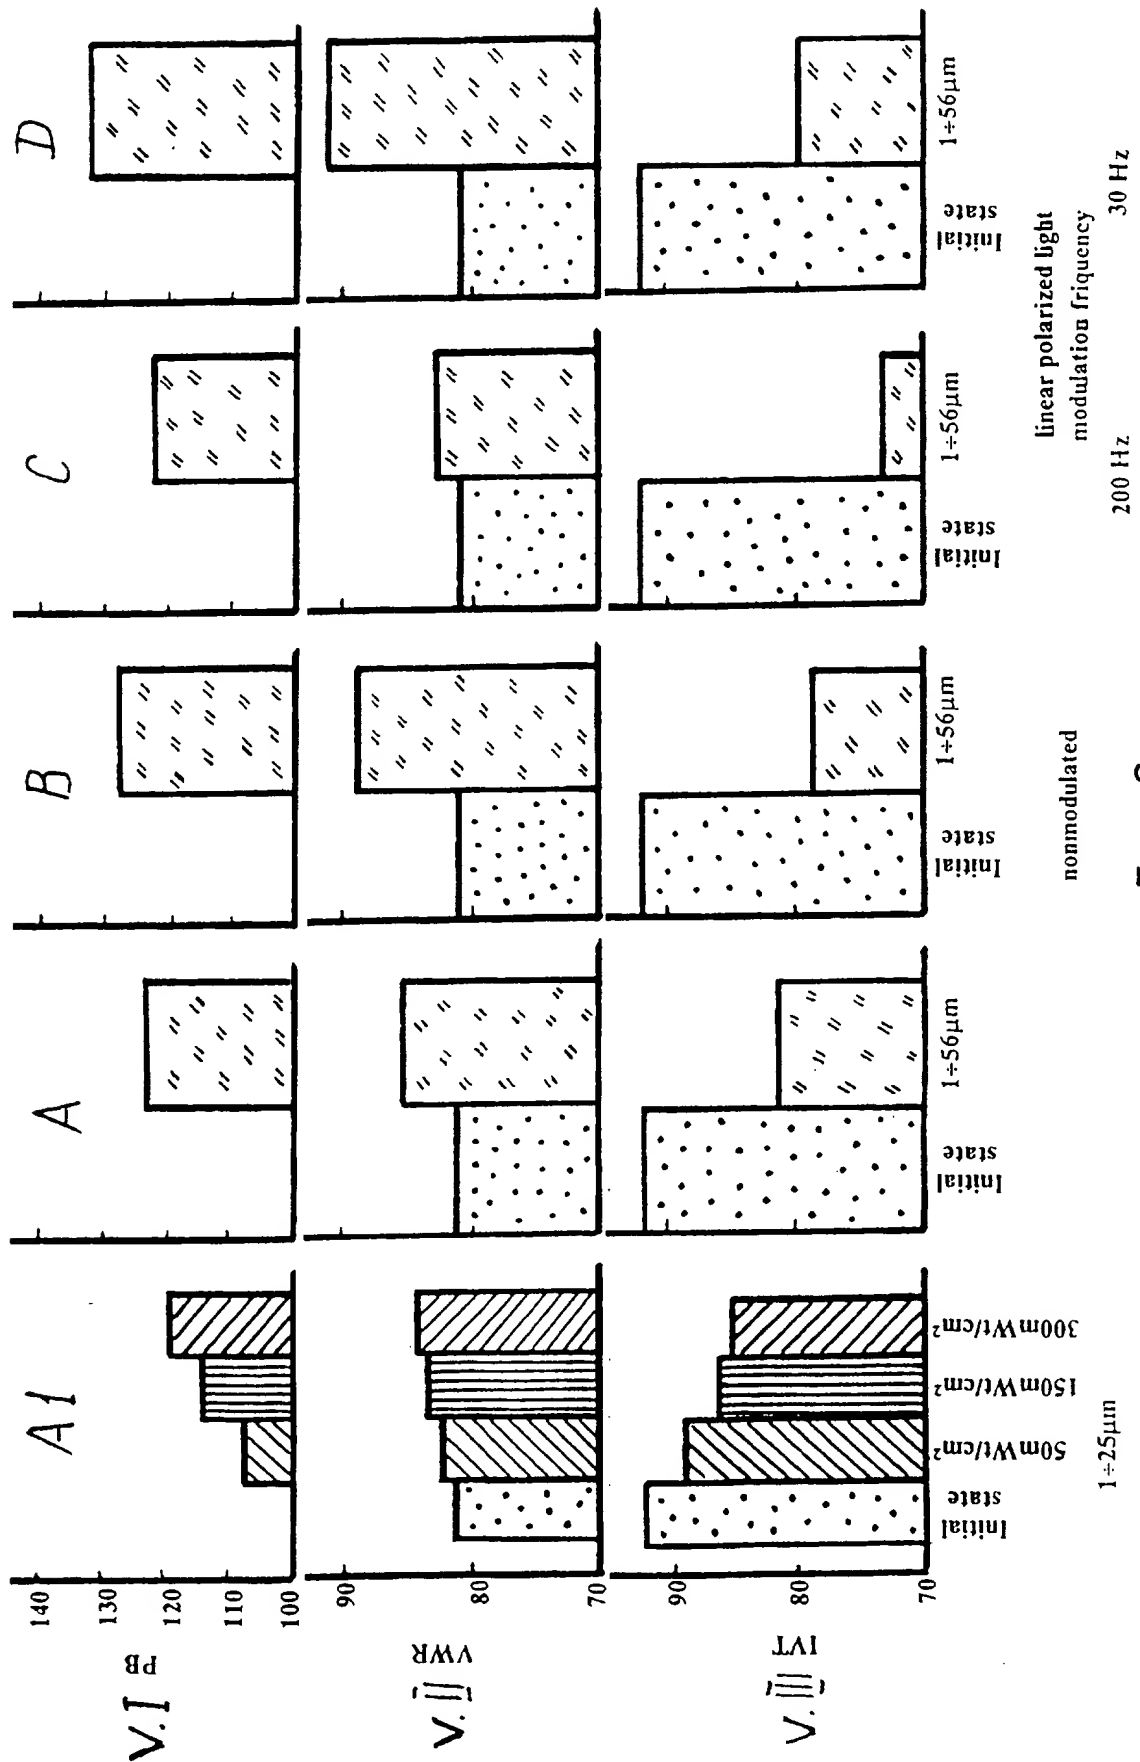 A1 A B C D
V. I PB
140
130
120
110
100
V. II VWR
90
80
70
V. III IVT
90
80
70
Initial state
50mWt/cm²
150mWt/cm²
300mWt/cm²
1÷25µm
Initial state
1÷56µm
Initial state
1÷56µm
Initial state
1÷56µm
Initial state
1÷56µm
nonmodulated
linear polarized light
modulation friquency
200 Hz
30 Hz